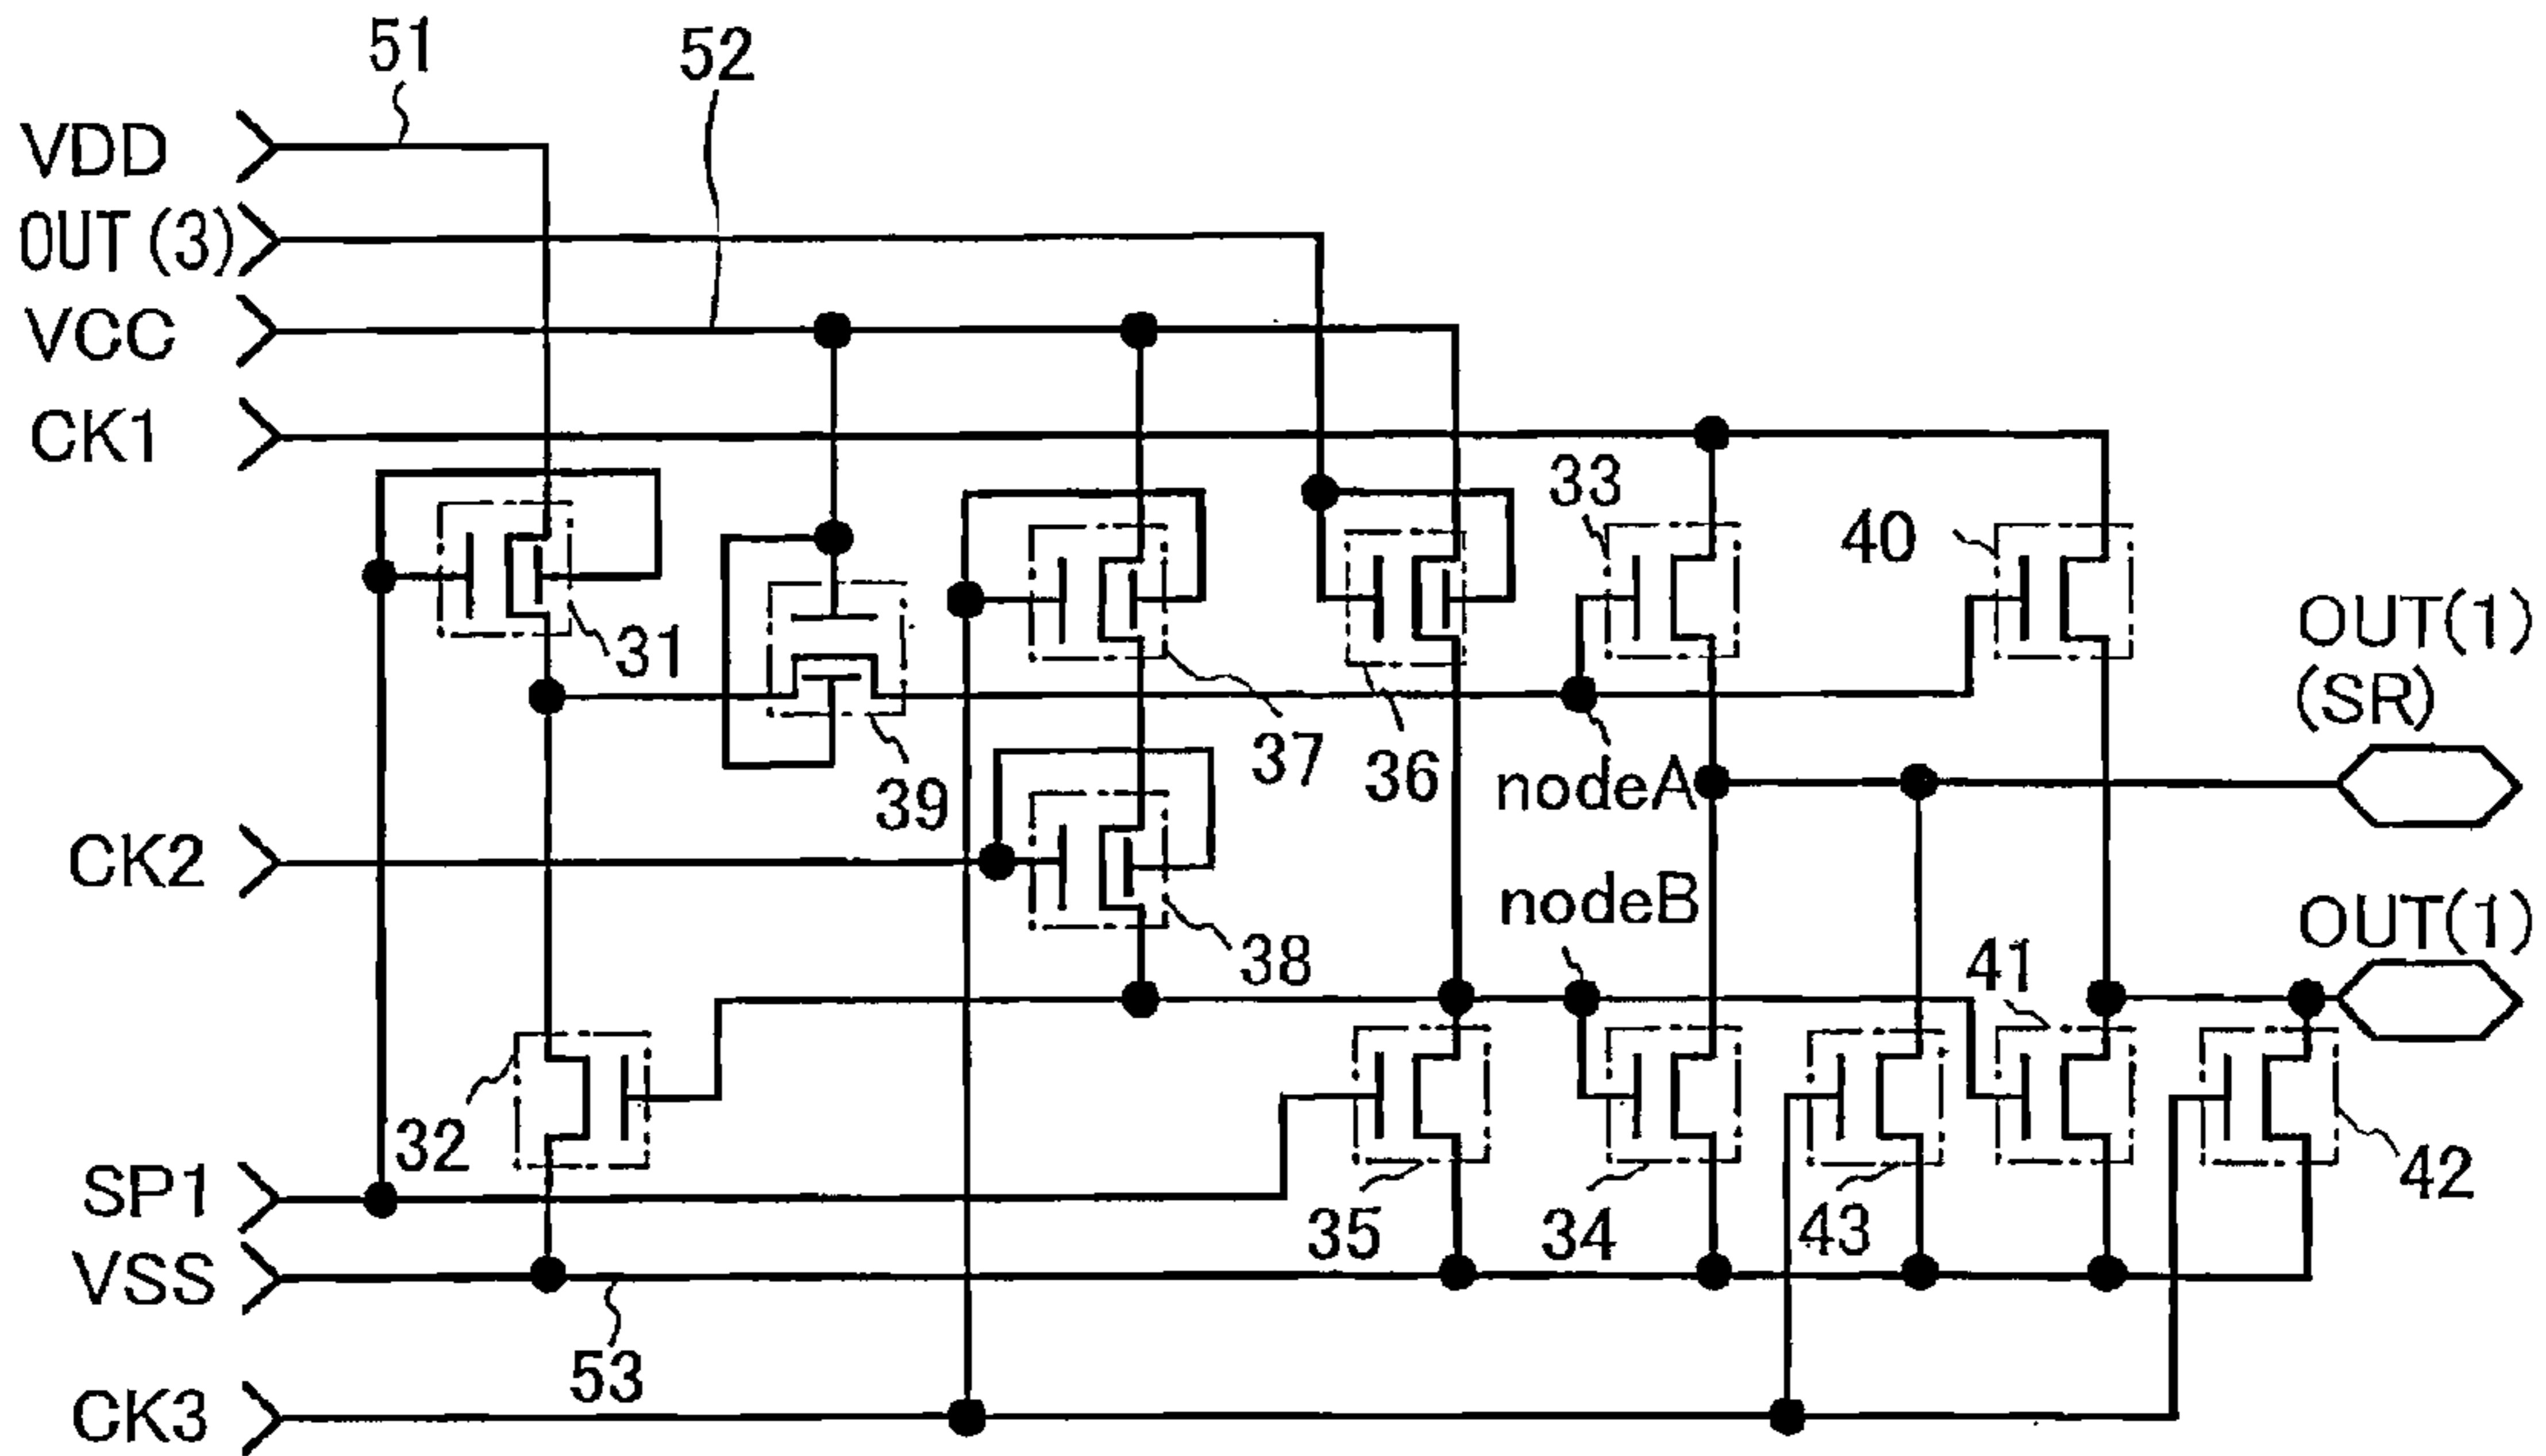 51
52
VDD
OUT (3)
VCC
CK1
33
40
31
OUT(1)
(SR)
37
36
nodeA
39
CK2
nodeB
38
41
OUT(1)
32
SP1
35
34
43
42
VSS
53
CK3